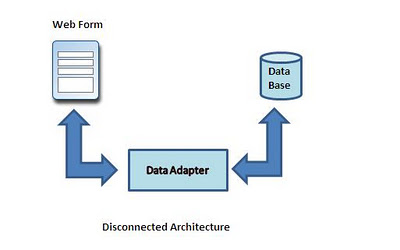 Web Form
Data
Base
Data Adapter
Disconnected Architecture